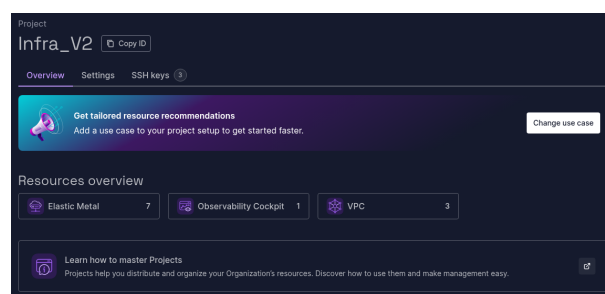 Project
Infra_V2 Copy ID
Overview Settings SSH keys 3
Get tailored resource recommendations
Add a use case to your project setup to get started faster.
Change use case
Resources overview
Elastic Metal 7 Observability Cockpit 1 VPC 3
Learn how to master Projects
Projects help you distribute and organize your Organization's resources. Discover how to use them and make management easy.